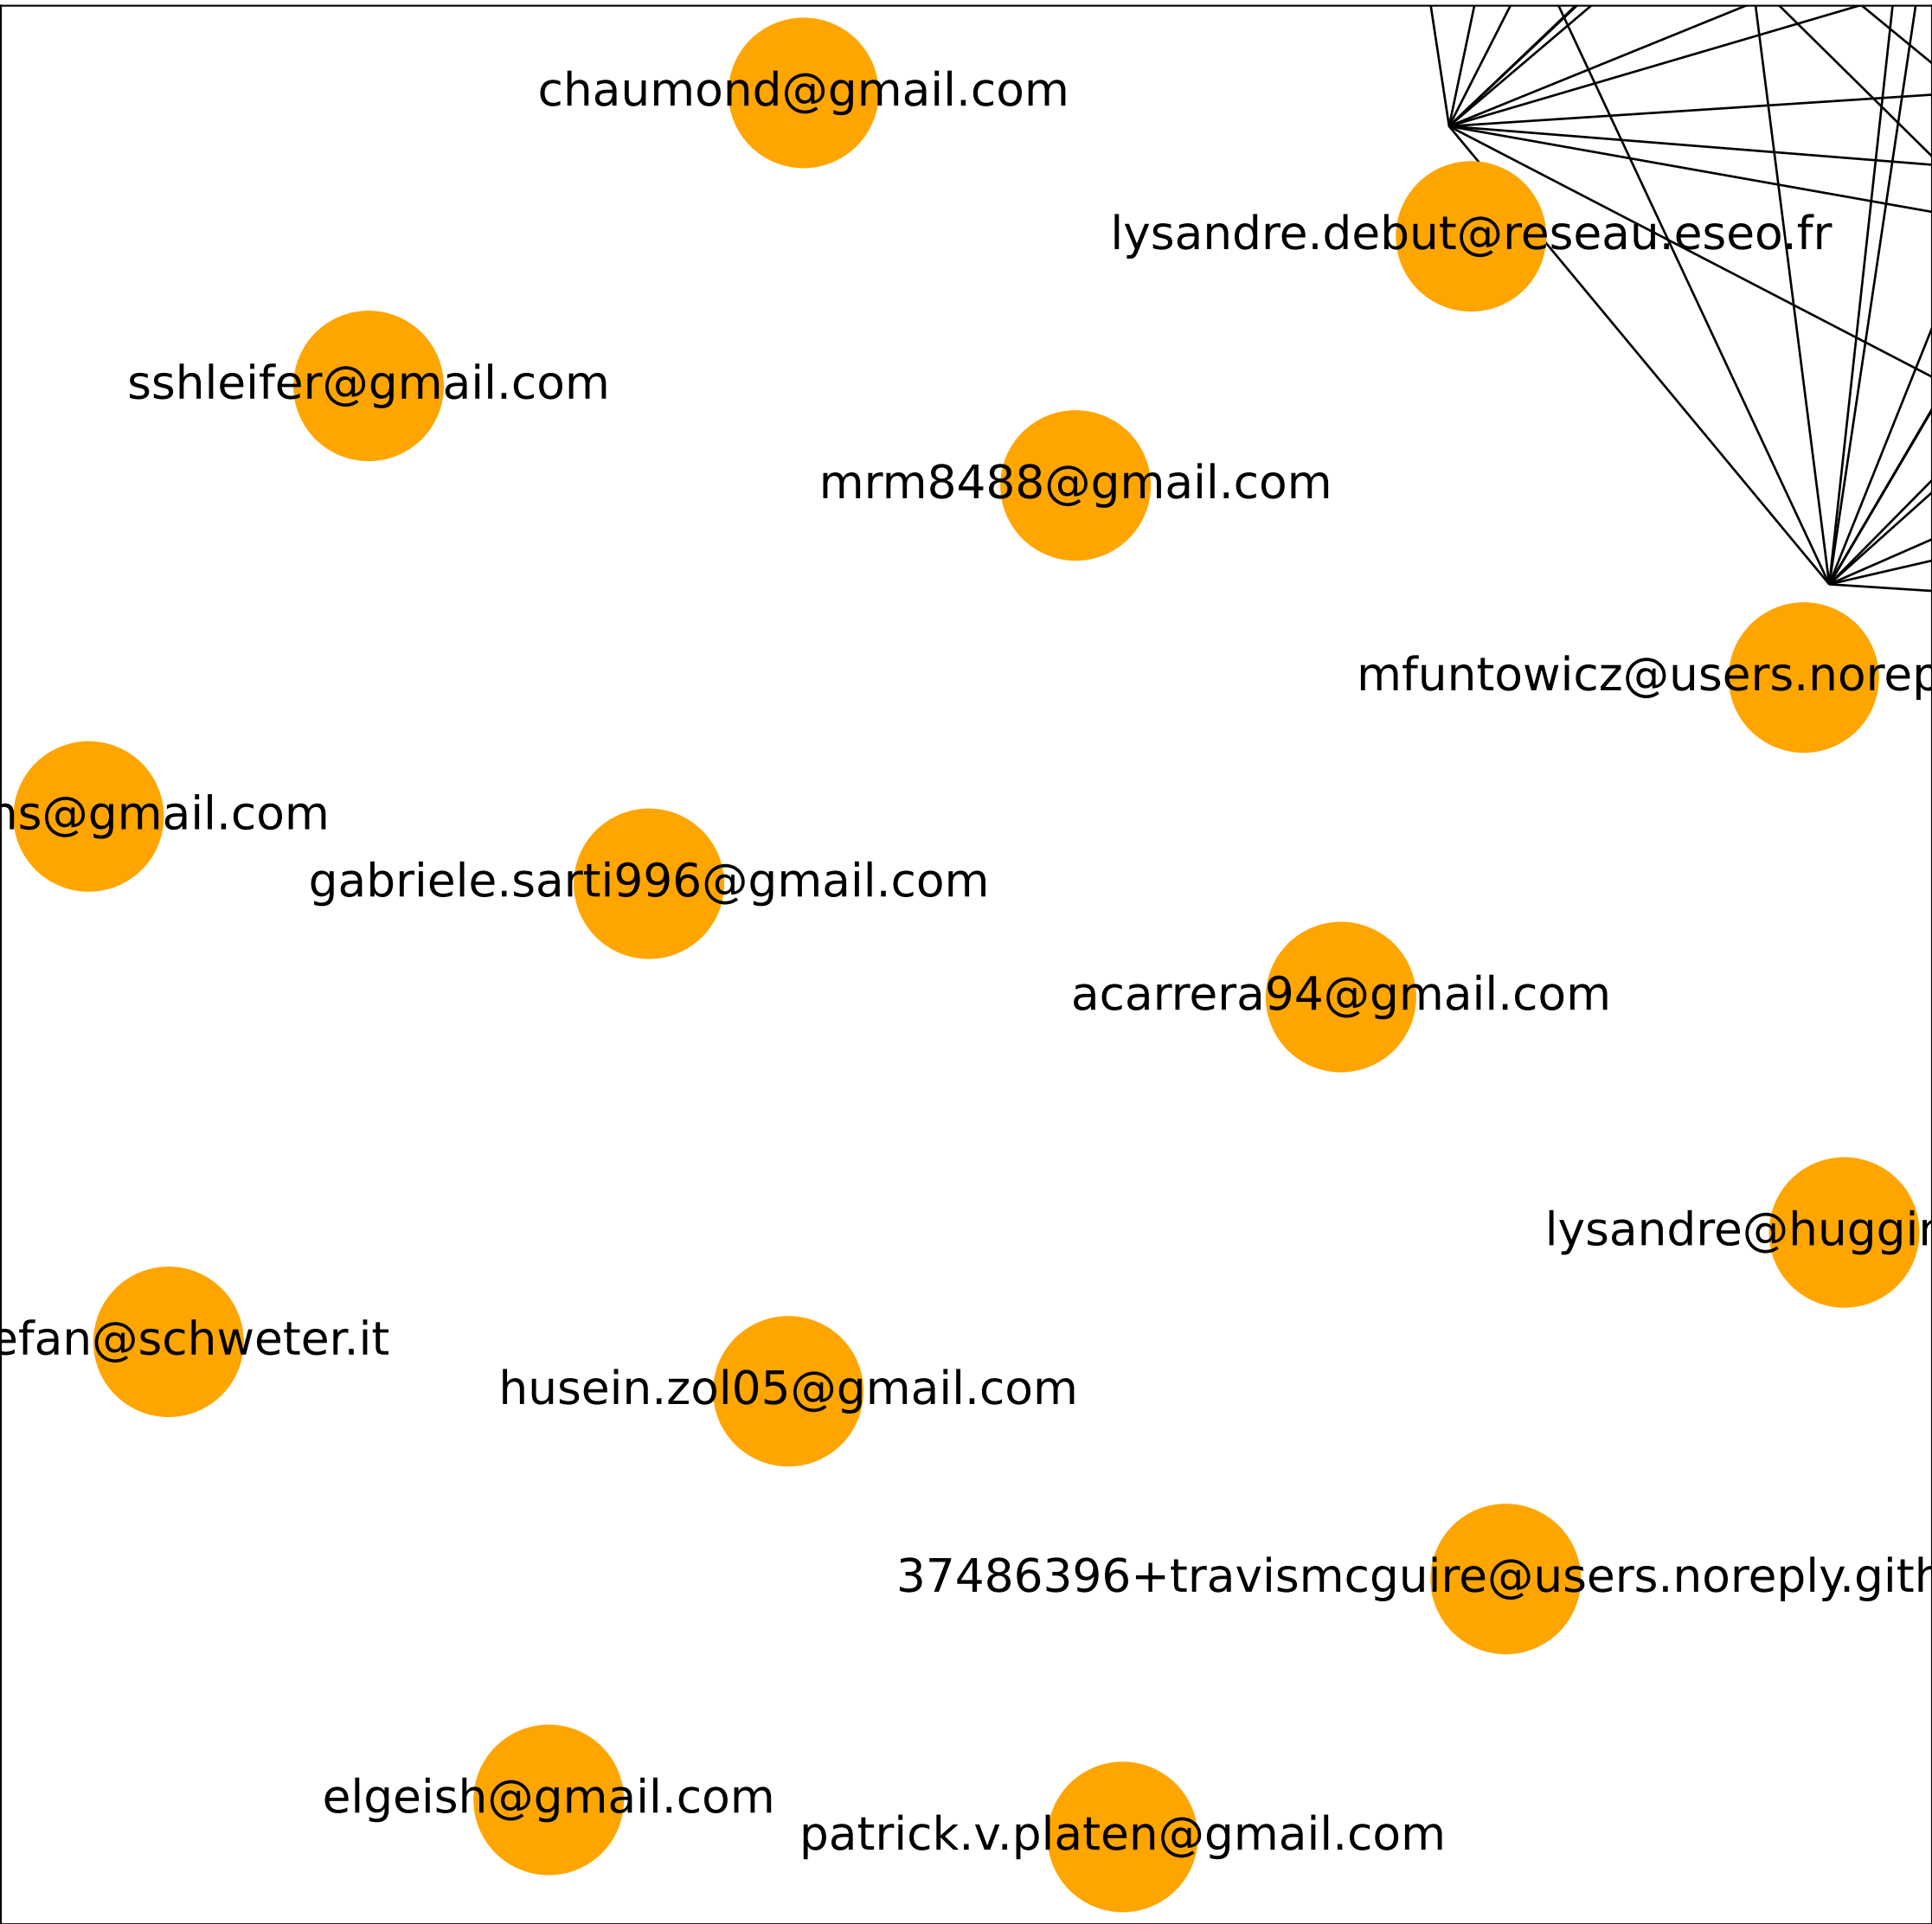 chaumond@gmail.com
lysandre.debut@reseau.eseo.fr
sshleifer@gmail.com
mrm8488@gmail.com
mfuntowicz@users.norep
ns@gmail.com
gabriele.sarti996@gmail.com
acarrera94@gmail.com
lysandre@huggin
efan@schweter.it
husein.zol05@gmail.com
37486396+travismcguire@users.noreply.gith
elgeish@gmail.com
patrick.v.platen@gmail.com